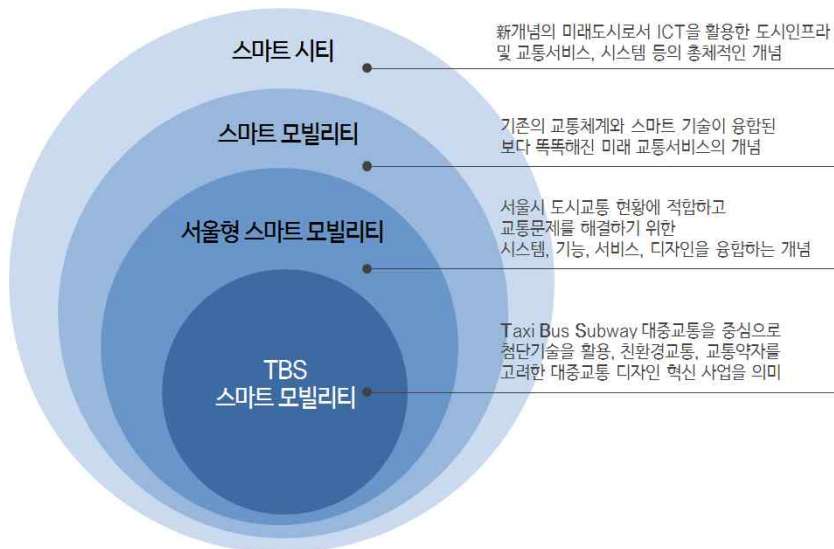 스마트 시티
新개념의 미래도시로서 ICT을 활용한 도시인프라
및 교통서비스, 시스템 등의 총체적인 개념
스마트 모빌리티
기존의 교통체계와 스마트 기술이 융합된
보다 똑똑해진 미래 교통서비스의 개념
서울형 스마트 모빌리티
서울시 도시교통 현황에 적합하고
교통문제를 해결하기 위한
시스템, 기능, 서비스, 디자인을 융합하는 개념
TBS
스마트 모빌리티
Taxi Bus Subway 대중교통을 중심으로
첨단기술을 활용, 친환경교통, 교통약자를
고려한 대중교통 디자인 혁신 사업을 의미